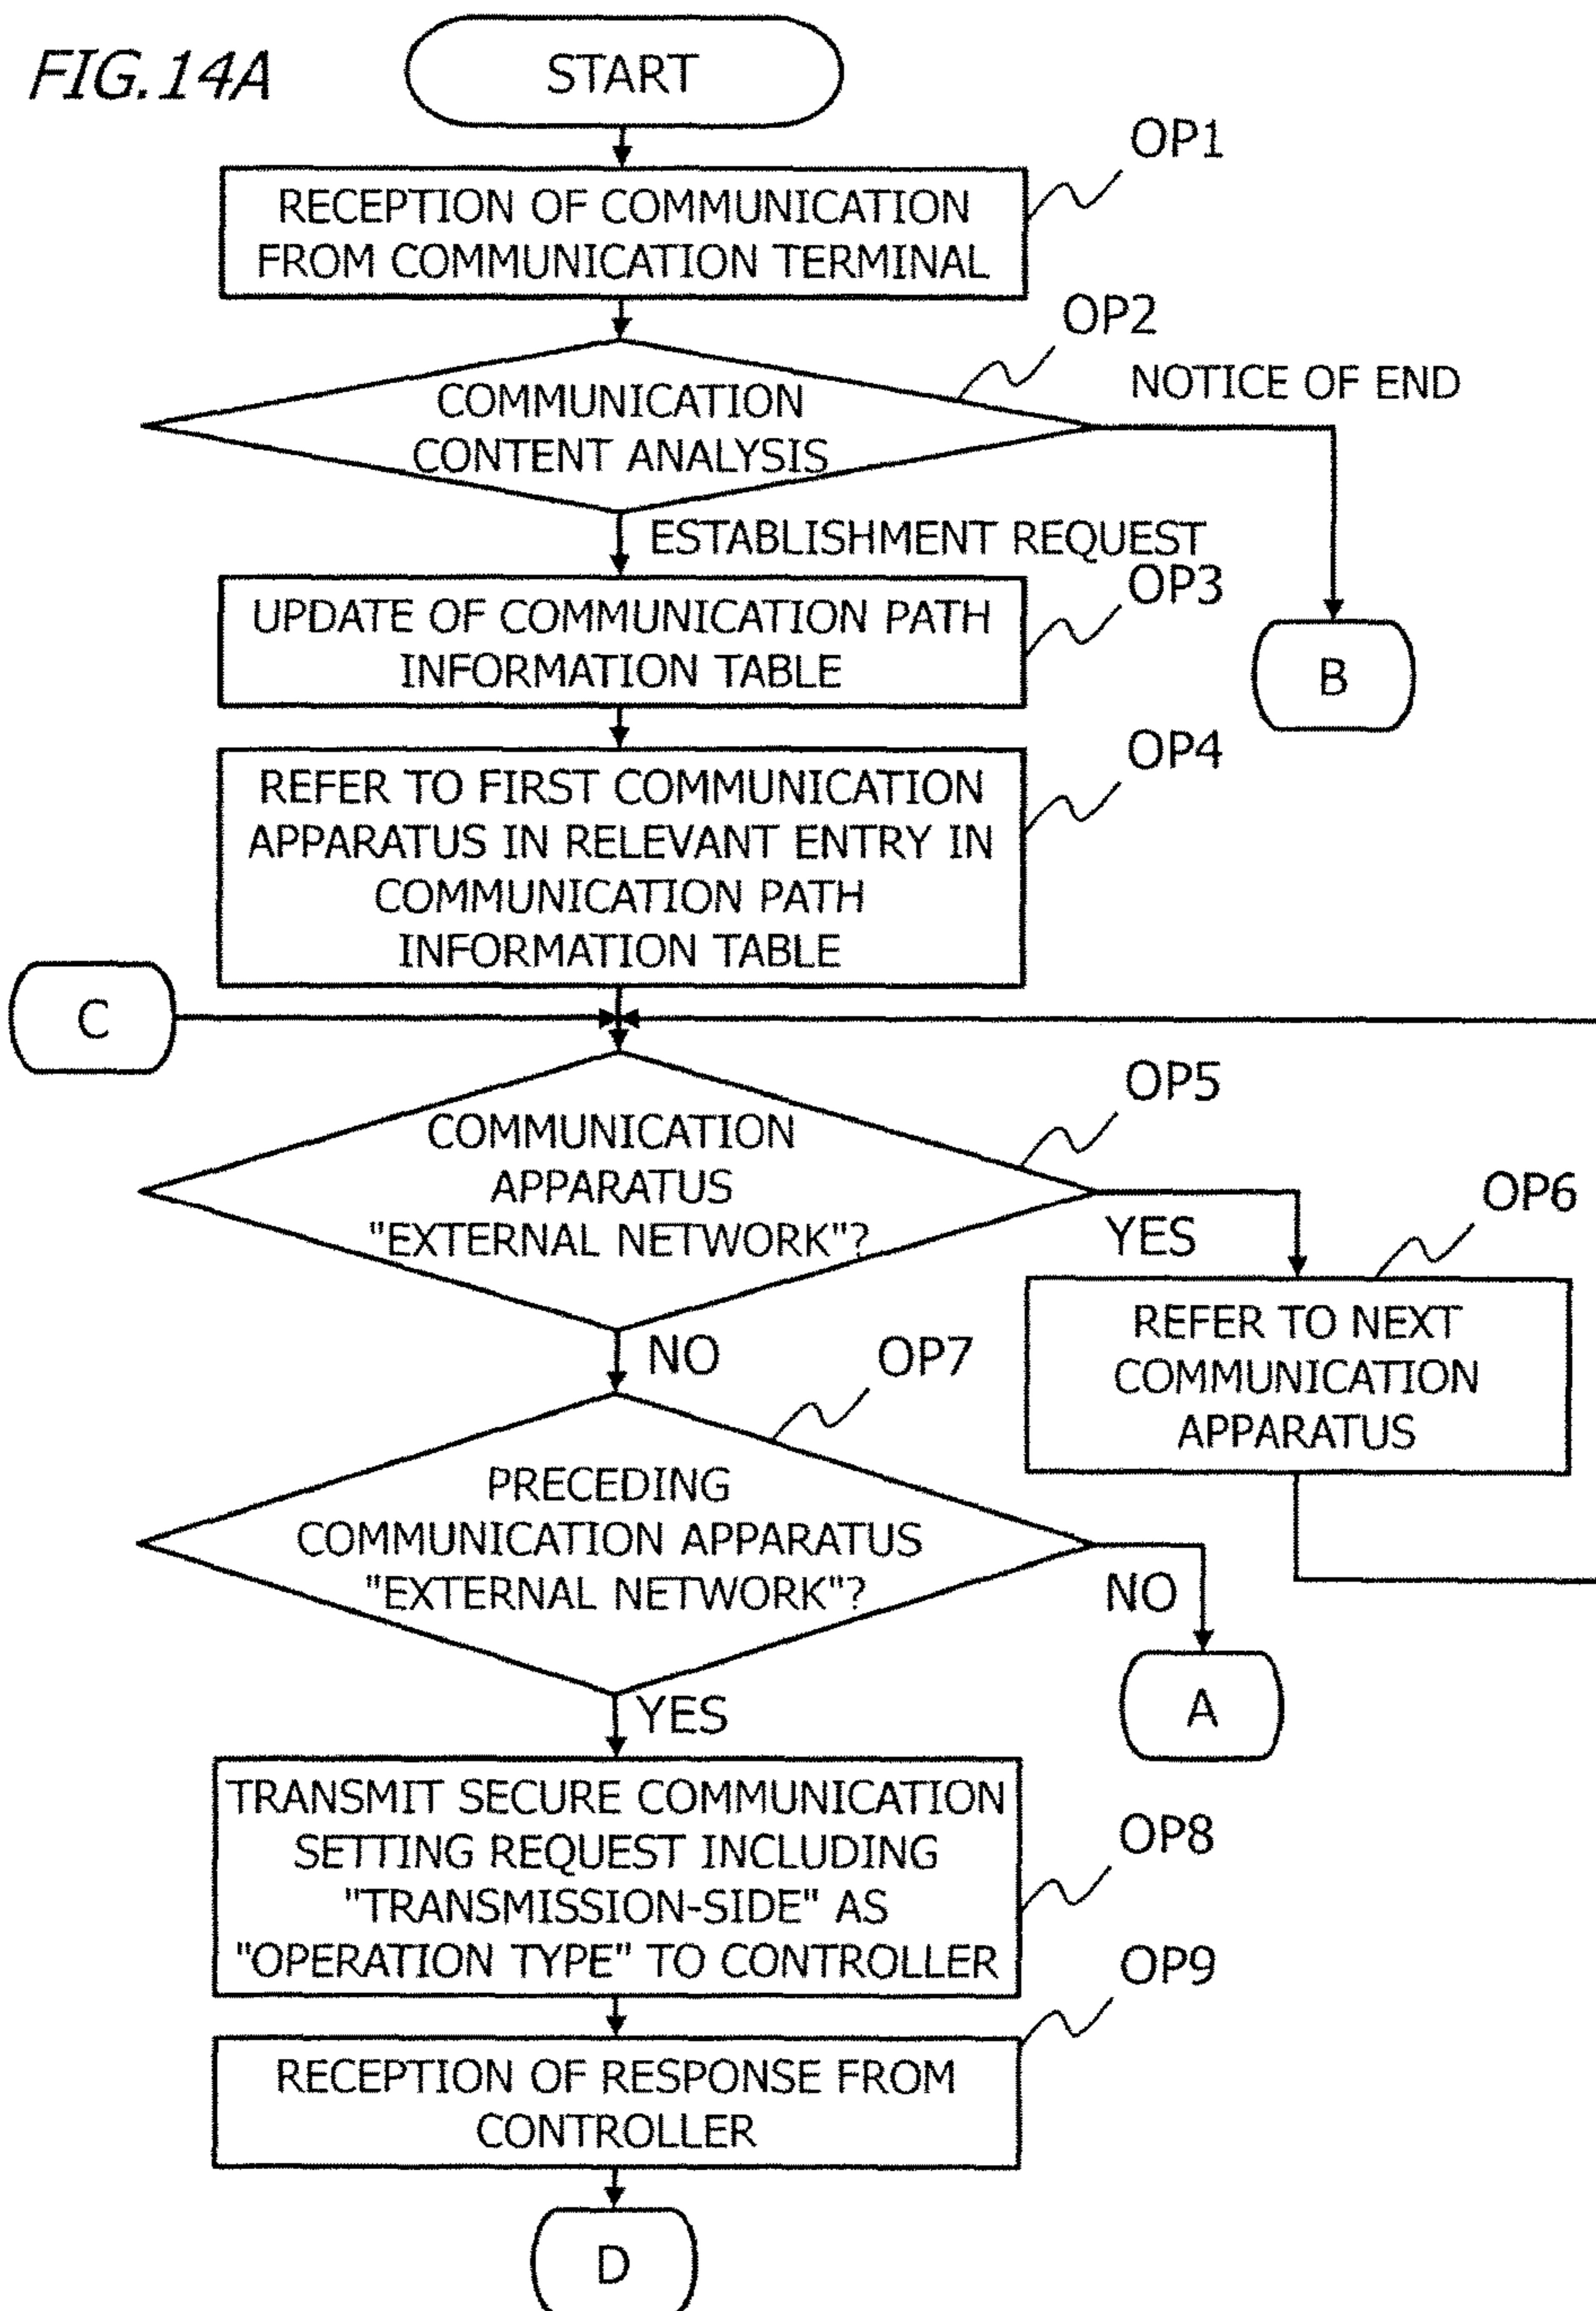 FIG.14A
START
OP1
RECEPTION OF COMMUNICATION
FROM COMMUNICATION TERMINAL
OP2
COMMUNICATION
CONTENT ANALYSIS
NOTICE OF END
ESTABLISHMENT REQUEST
OP3
UPDATE OF COMMUNICATION PATH
INFORMATION TABLE
B
OP4
REFER TO FIRST COMMUNICATION
APPARATUS IN RELEVANT ENTRY IN
COMMUNICATION PATH
INFORMATION TABLE
C
OP5
COMMUNICATION
APPARATUS
"EXTERNAL NETWORK"?
YES
OP6
REFER TO NEXT
COMMUNICATION
APPARATUS
NO
OP7
PRECEDING
COMMUNICATION APPARATUS
"EXTERNAL NETWORK"?
NO
A
YES
TRANSMIT SECURE COMMUNICATION
SETTING REQUEST INCLUDING
"TRANSMISSION-SIDE" AS
"OPERATION TYPE" TO CONTROLLER
OP8
OP9
RECEPTION OF RESPONSE FROM
CONTROLLER
D